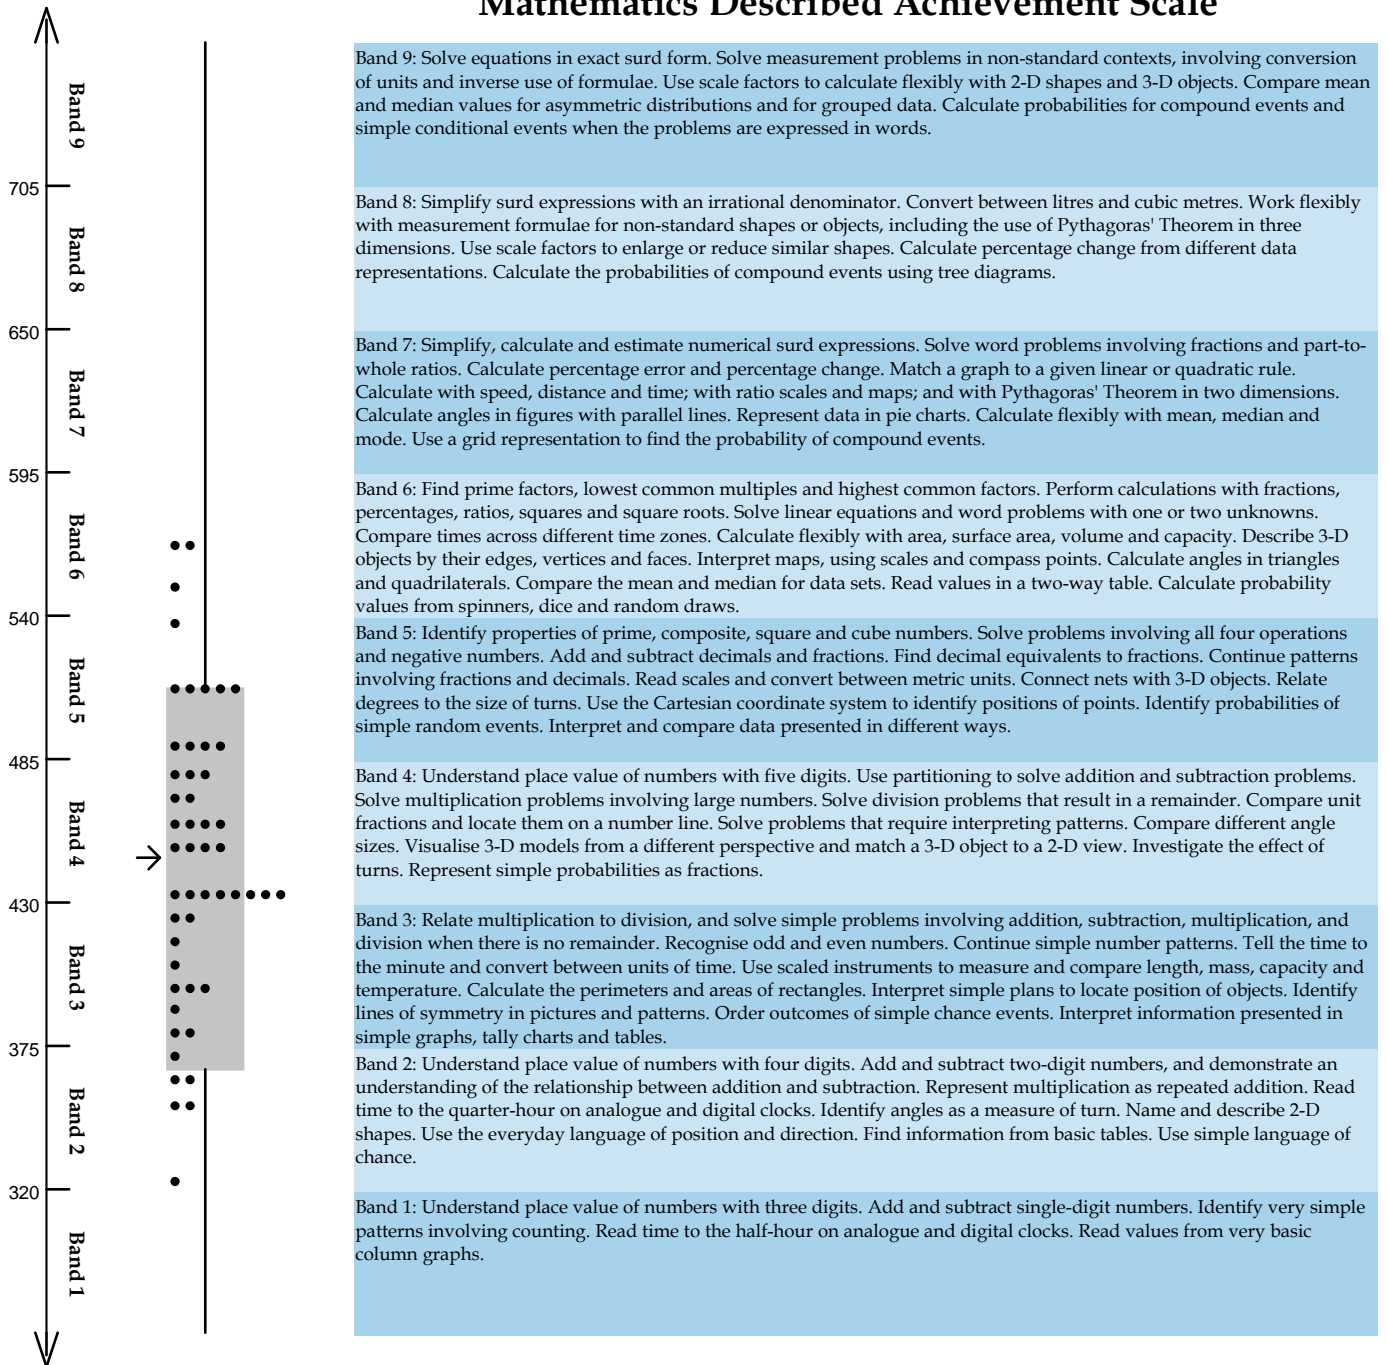 Mathematics Described Achievement Scale
Band 9
705
Band 8
650
Band 7
595
Band 6
540
Band 5
485
Band 4
430
Band 3
375
Band 2
320
Band 1
Band 9: Solve equations in exact surd form. Solve measurement problems in non-standard contexts, involving conversion
of units and inverse use of formulae. Use scale factors to calculate flexibly with 2-D shapes and 3-D objects. Compare mean
and median values for asymmetric distributions and for grouped data. Calculate probabilities for compound events and
simple conditional events when the problems are expressed in words.
Band 8: Simplify surd expressions with an irrational denominator. Convert between litres and cubic metres. Work flexibly
with measurement formulae for non-standard shapes or objects, including the use of Pythagoras' Theorem in three
dimensions. Use scale factors to enlarge or reduce similar shapes. Calculate percentage change from different data
representations. Calculate the probabilities of compound events using tree diagrams.
Band 7: Simplify, calculate and estimate numerical surd expressions. Solve word problems involving fractions and part-to-
whole ratios. Calculate percentage error and percentage change. Match a graph to a given linear or quadratic rule.
Calculate with speed, distance and time; with ratio scales and maps; and with Pythagoras' Theorem in two dimensions.
Calculate angles in figures with parallel lines. Represent data in pie charts. Calculate flexibly with mean, median and
mode. Use a grid representation to find the probability of compound events.
Band 6: Find prime factors, lowest common multiples and highest common factors. Perform calculations with fractions,
percentages, ratios, squares and square roots. Solve linear equations and word problems with one or two unknowns.
Compare times across different time zones. Calculate flexibly with area, surface area, volume and capacity. Describe 3-D
objects by their edges, vertices and faces. Interpret maps, using scales and compass points. Calculate angles in triangles
and quadrilaterals. Compare the mean and median for data sets. Read values in a two-way table. Calculate probability
values from spinners, dice and random draws.
Band 5: Identify properties of prime, composite, square and cube numbers. Solve problems involving all four operations
and negative numbers. Add and subtract decimals and fractions. Find decimal equivalents to fractions. Continue patterns
involving fractions and decimals. Read scales and convert between metric units. Connect nets with 3-D objects. Relate
degrees to the size of turns. Use the Cartesian coordinate system to identify positions of points. Identify probabilities of
simple random events. Interpret and compare data presented in different ways.
Band 4: Understand place value of numbers with five digits. Use partitioning to solve addition and subtraction problems.
Solve multiplication problems involving large numbers. Solve division problems that result in a remainder. Compare unit
fractions and locate them on a number line. Solve problems that require interpreting patterns. Compare different angle
sizes. Visualise 3-D models from a different perspective and match a 3-D object to a 2-D view. Investigate the effect of
turns. Represent simple probabilities as fractions.
Band 3: Relate multiplication to division, and solve simple problems involving addition, subtraction, multiplication, and
division when there is no remainder. Recognise odd and even numbers. Continue simple number patterns. Tell the time to
the minute and convert between units of time. Use scaled instruments to measure and compare length, mass, capacity and
temperature. Calculate the perimeters and areas of rectangles. Interpret simple plans to locate position of objects. Identify
lines of symmetry in pictures and patterns. Order outcomes of simple chance events. Interpret information presented in
simple graphs, tally charts and tables.
Band 2: Understand place value of numbers with four digits. Add and subtract two-digit numbers, and demonstrate an
understanding of the relationship between addition and subtraction. Represent multiplication as repeated addition. Read
time to the quarter-hour on analogue and digital clocks. Identify angles as a measure of turn. Name and describe 2-D
shapes. Use the everyday language of position and direction. Find information from basic tables. Use simple language of
chance.
Band 1: Understand place value of numbers with three digits. Add and subtract single-digit numbers. Identify very simple
patterns involving counting. Read time to the half-hour on analogue and digital clocks. Read values from very basic
column graphs.